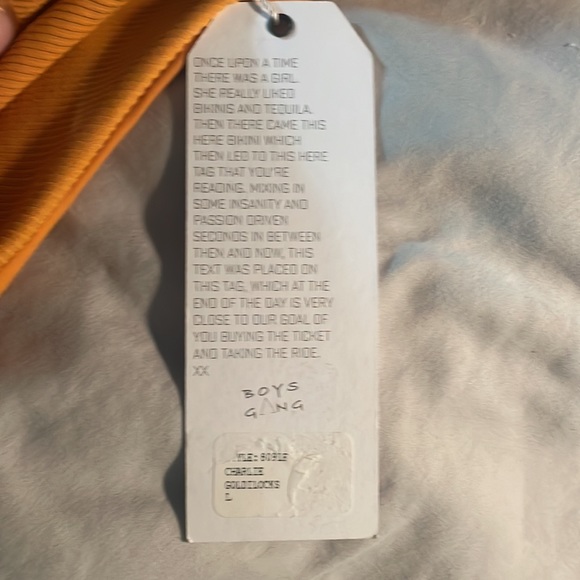 ONCE UPON A TIME
THERE WAS A GIRL.
SHE REALLY LIKED
BIKINIS AND TEQUILA.
THEN THERE CAME THIS
HERE BIKINI WHICH
THEN LED TO THIS HERE
TAG THAT YOU'RE
READING. MIXING IN
SOME INSANITY AND
PASSION DRIVEN
SECONDS IN BETWEEN
THEN AND NOW, THIS
TEXT WAS PLACED ON
THIS TAG, WHICH AT THE
END OF THE DAY IS VERY
CLOSE TO OUR GOAL OF
YOU BUYING THE TICKET
AND TAKING THE RIDE.
XX
BOYS
GANG
CHARLIE
GOLDILOCKS
L